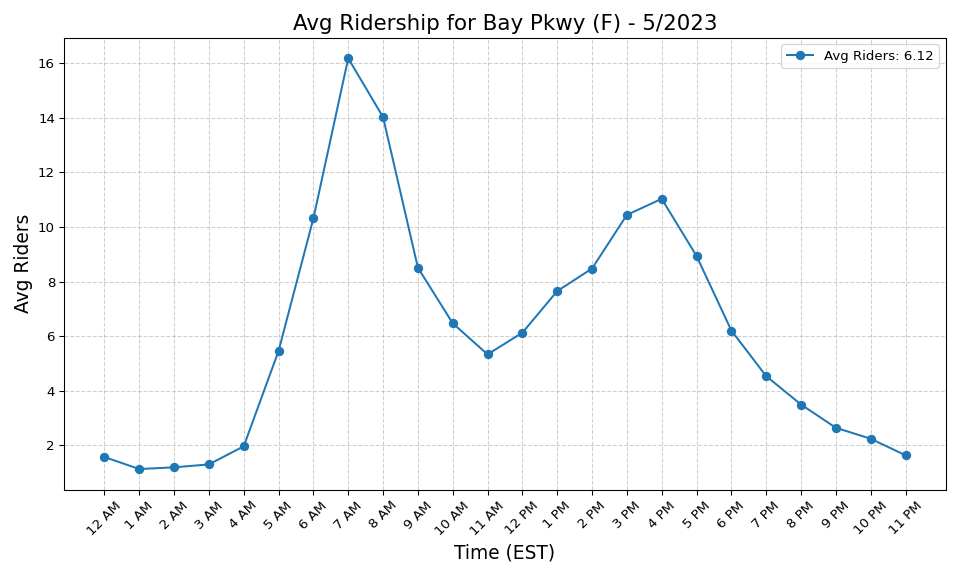 Avg Ridership for Bay Pkwy (F) - 5/2023
Avg Riders: 6.12
Avg Riders
16
14
12
10
8
6
4
2
12 AM 1 AM 2 AM 3 AM 4 AM 5 AM 6 AM 7 AM 8 AM 9 AM 10 AM 11 AM 12 PM 1 PM 2 PM 3 PM 4 PM 5 PM 6 PM 7 PM 8 PM 9 PM 10 PM 11 PM
Time (EST)